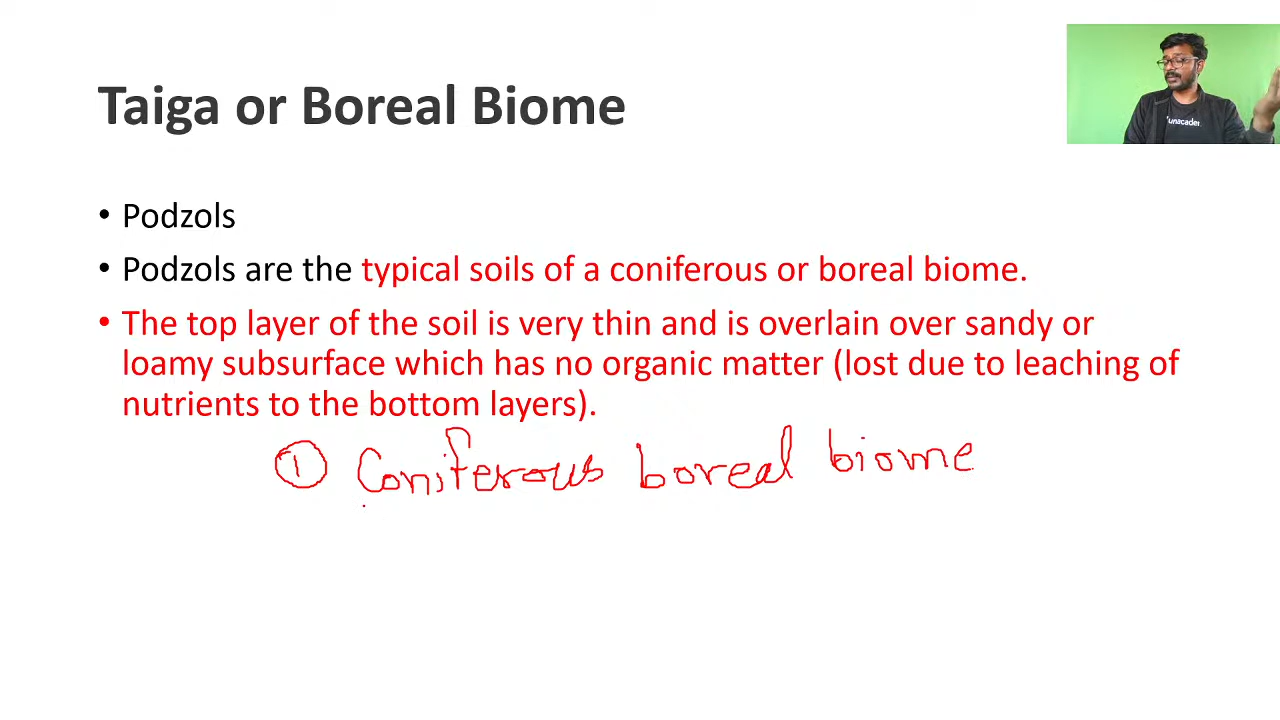 Taiga or Boreal Biome
unacader
• Podzols
• Podzols are the typical soils of a coniferous or boreal biome.
• The top layer of the soil is very thin and is overlain over sandy or
loamy subsurface which has no organic matter (lost due to leaching of
nutrients to the bottom layers).
① Coniferous boreal biome